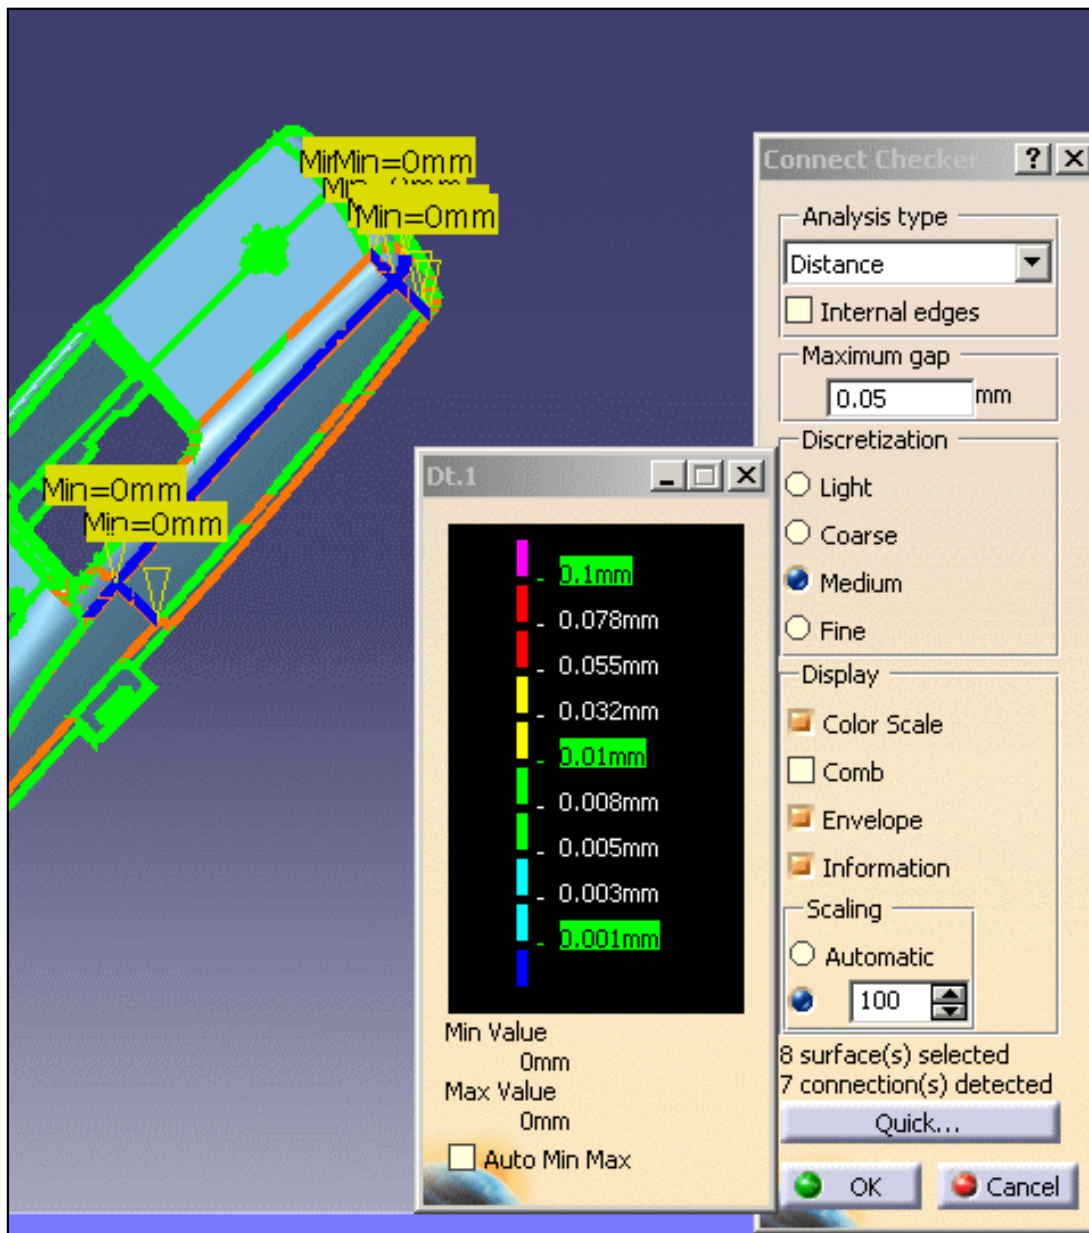 Min=0mm
Min=0mm
Min=0mm
Min=0mm
Connect Checker
?
Analysis type
Distance
Internal edges
Maximum gap
0.05 mm
Discretization
Light
Coarse
Medium
Fine
Display
Color Scale
Comb
Envelope
Information
Scaling
Automatic
100
8 surface(s) selected
7 connection(s) detected
Quick...
OK Cancel
Dt.1
0.1mm
0.078mm
0.055mm
0.032mm
0.01mm
0.008mm
0.005mm
0.003mm
0.001mm
Min Value
0mm
Max Value
0mm
Auto Min Max